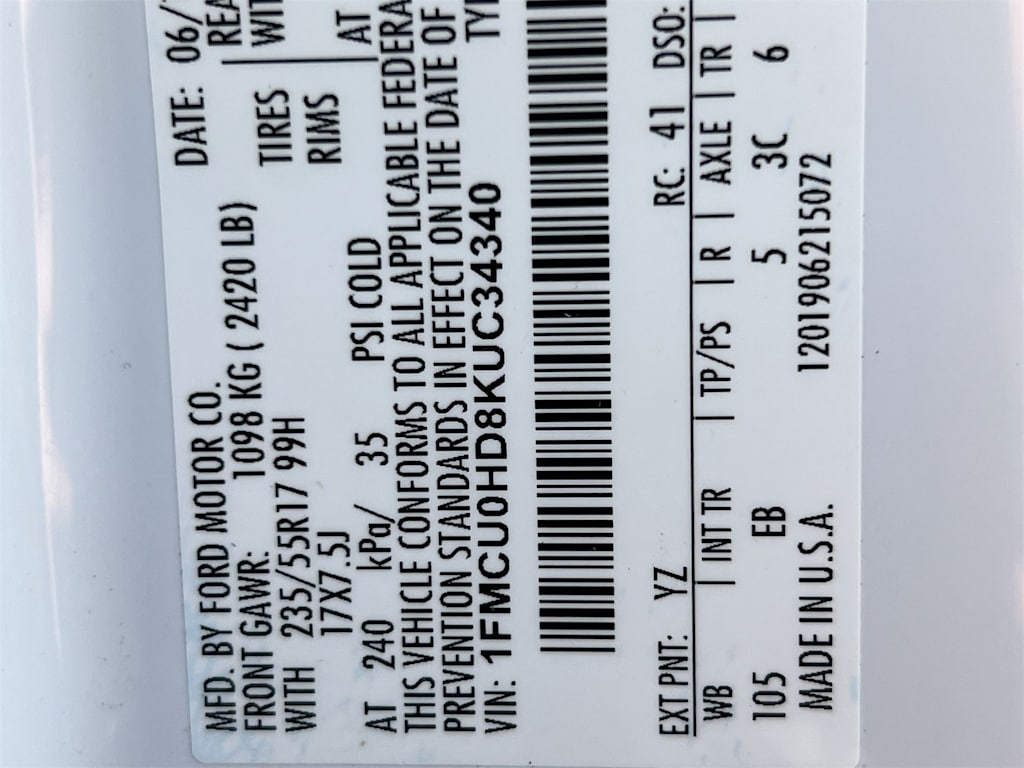 MFD. BY FORD MOTOR CO. DATE: 06/
FRONT GAWR:
1098 KG ( 2420 LB)
WITH 235/55R17 99H TIRES
17X7.5J RIMS
AT 240 kPa/ 35 PSI COLD AT
THIS VEHICLE CONFORMS TO ALL APPLICABLE
PREVENTION STANDARDS IN EFFECT ON THE DATE OF
VIN: 1FMCU0HD8KUC34340
EXT PNT: YZ RC: 41 DSO:
WB | INT TR | TP/PS | R | AXLE | TR |
105 EB 5 3C 6
MADE IN U.S.A. 1201906215072